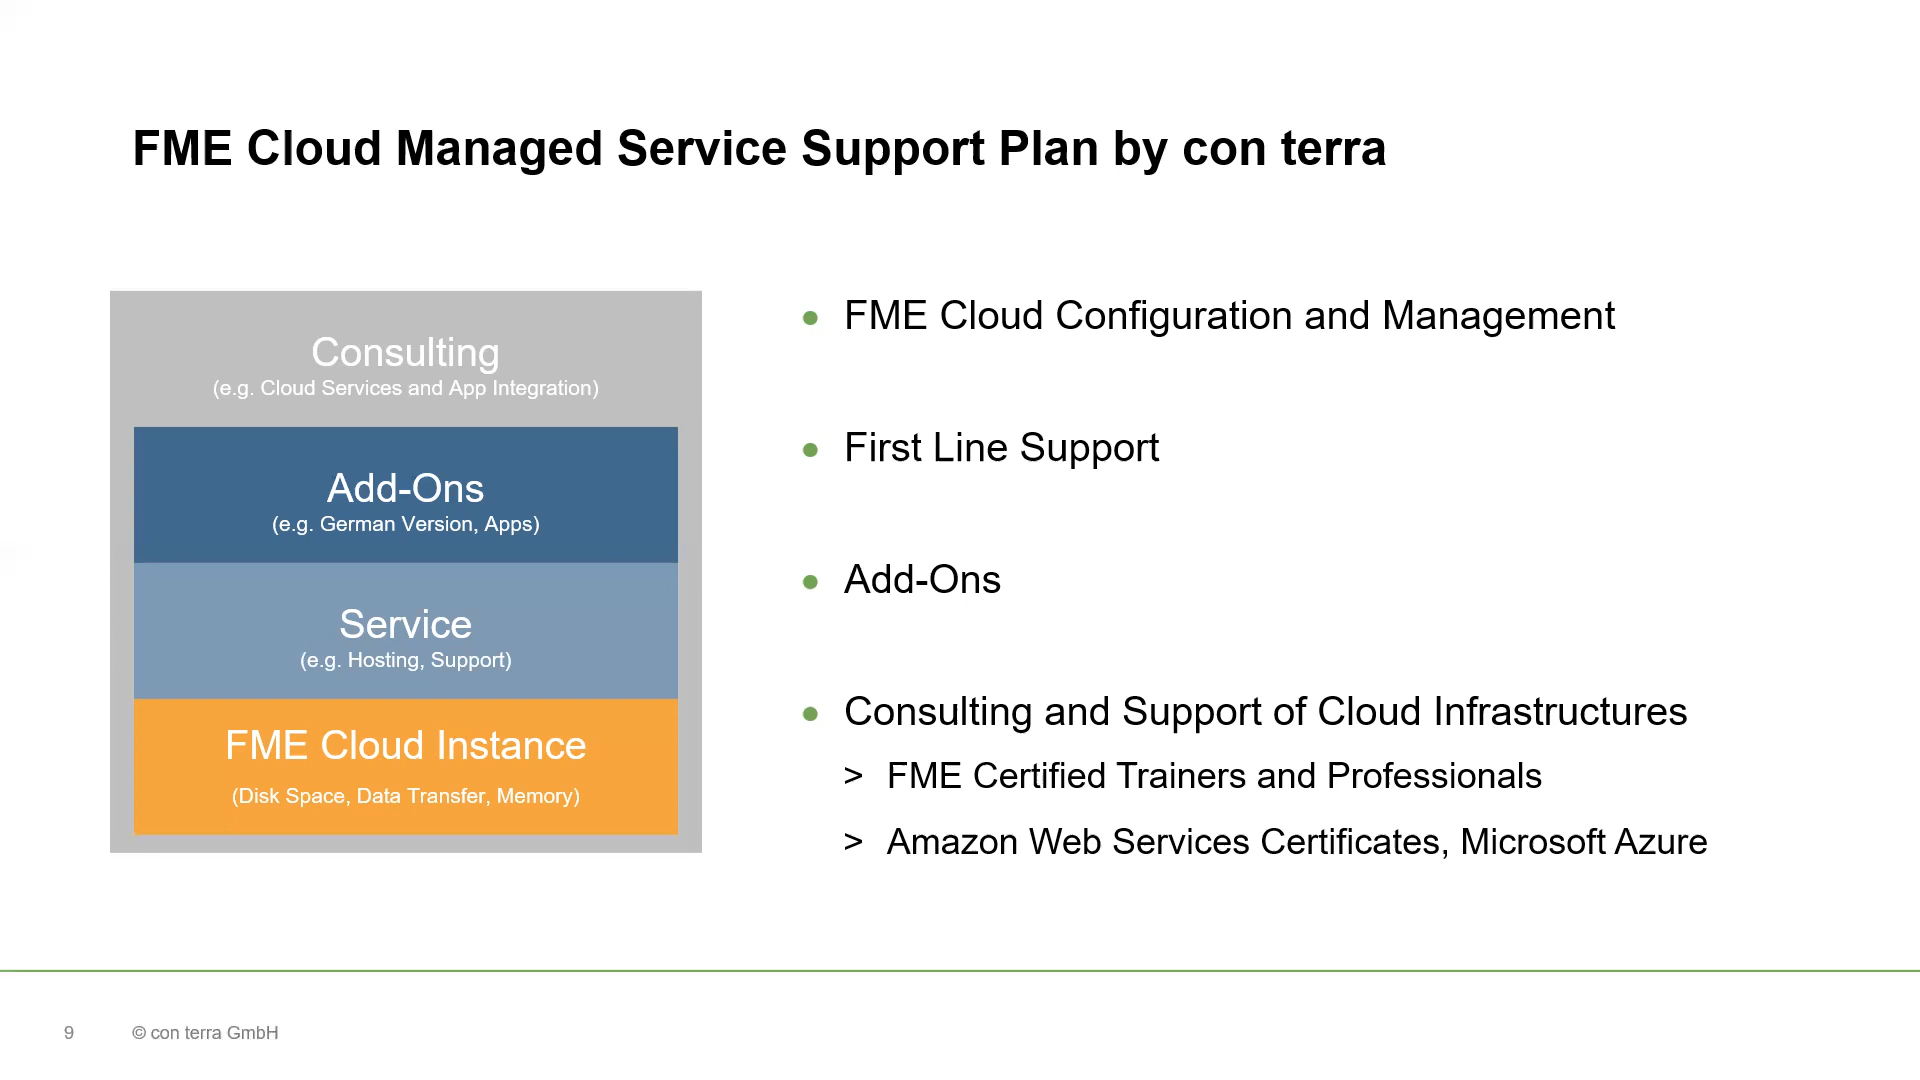 FME Cloud Managed Service Support Plan by con terra
Consulting
(e.g. Cloud Services and App Integration)
Add-Ons
(e.g. German Version, Apps)
Service
(e.g. Hosting, Support)
FME Cloud Instance
(Disk Space, Data Transfer, Memory)
• FME Cloud Configuration and Management
• First Line Support
• Add-Ons
• Consulting and Support of Cloud Infrastructures
> FME Certified Trainers and Professionals
> Amazon Web Services Certificates, Microsoft Azure
9 © con terra GmbH